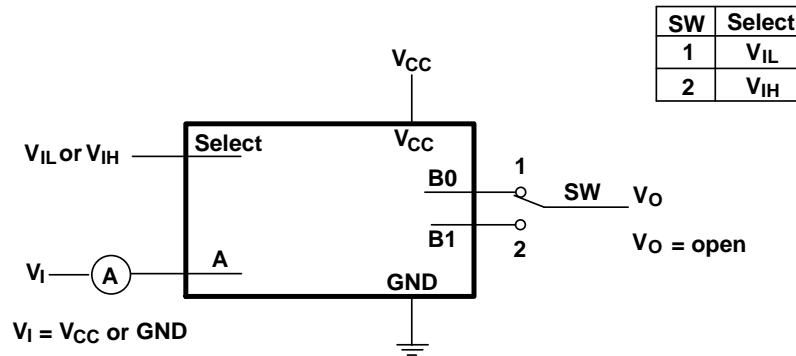 SW Select
1 VIL
2 VIH
VCC
VCC
Select
VIL or VIH
B0
1
SW
VO
B1
2
VO = open
VI
A
A
GND
VI = VCC or GND